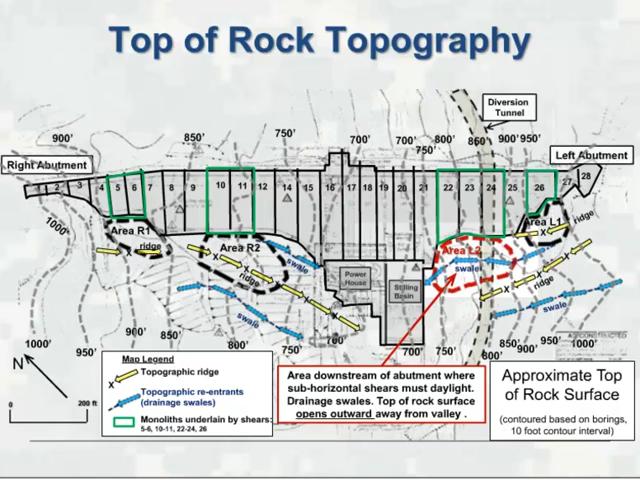 Top of Rock Topography
Diversion
Tunnel
900'
850'
750'
700'
700'
750'
800'
860'
900'
950'
Right Abutment
Left Abutment
1 2 3 4 5 6 7 8 9 10 11 12 13 14 15 16 17 18 19 20 21 22 23 24 25 26 27 28
1000'
Area R1
ridge
Area R2
ridge
swale
swale
Area L1
ridge
Area L2
swale
ridge
swale
Power
House
Stilling
Basin
1000'
950'
900'
850'
800'
750'
700'
700'
750'
800'
850'
900'
950'
1000'
N
0
200 ft
Map Legend
Topographic ridge
Topographic re-entrants
(drainage swales)
Monoliths underlain by shears:
5-6, 10-11, 22-24, 26
Area downstream of abutment where
sub-horizontal shears must daylight.
Drainage swales. Top of rock surface
opens outward away from valley .
Approximate Top
of Rock Surface
(contoured based on borings,
10 foot contour interval)